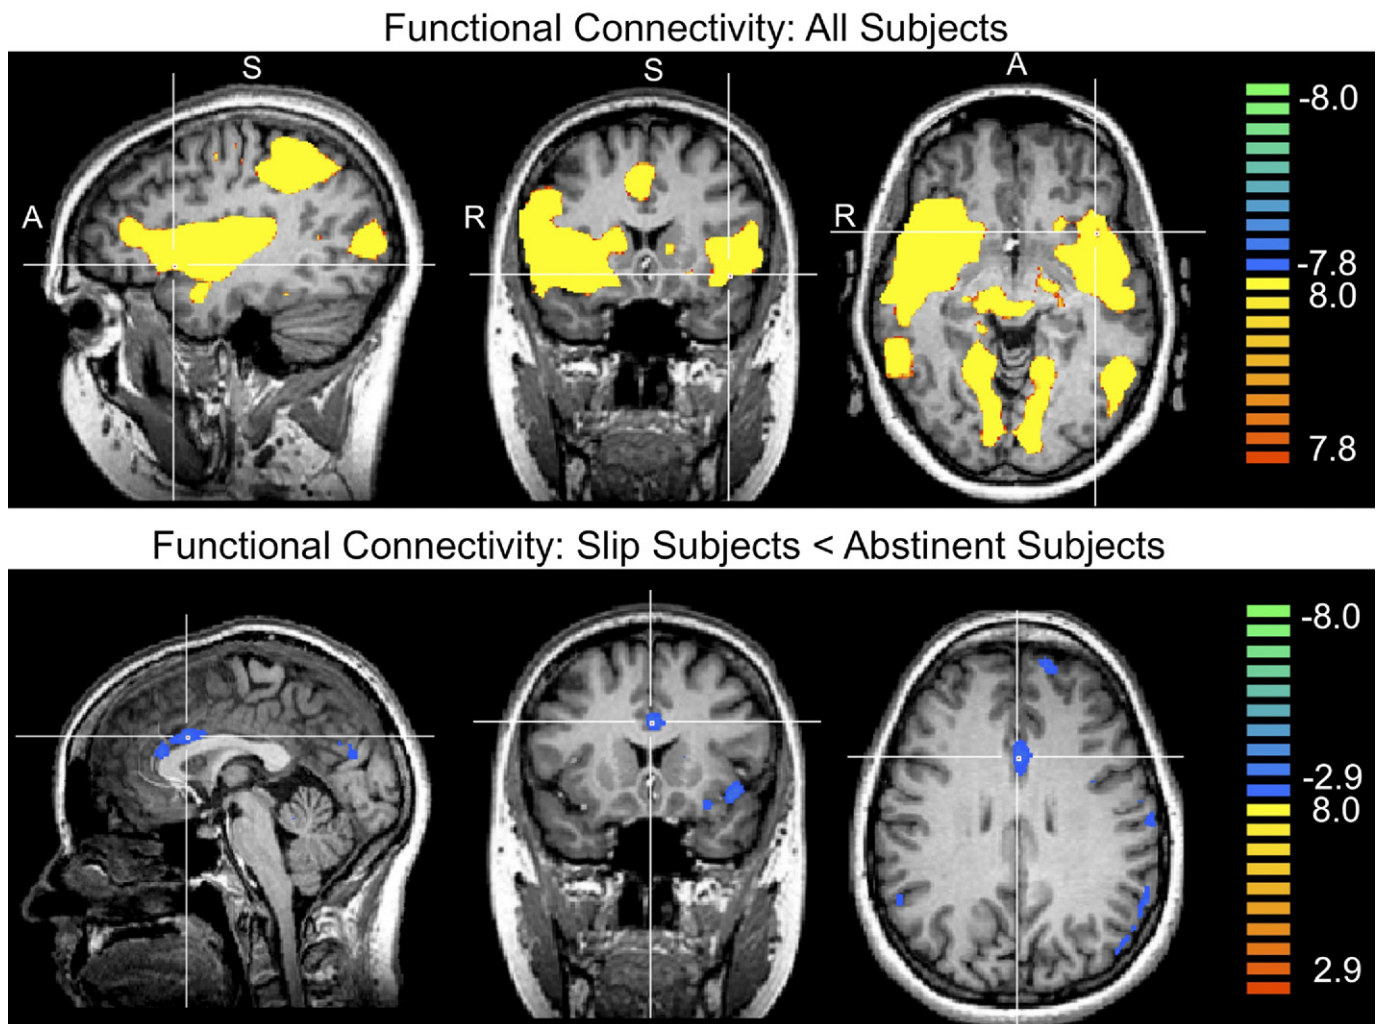 Functional Connectivity: All Subjects
S
S
A
A
R
R
-8.0
-7.8
8.0
7.8
Functional Connectivity: Slip Subjects < Abstinent Subjects
-8.0
-2.9
8.0
2.9